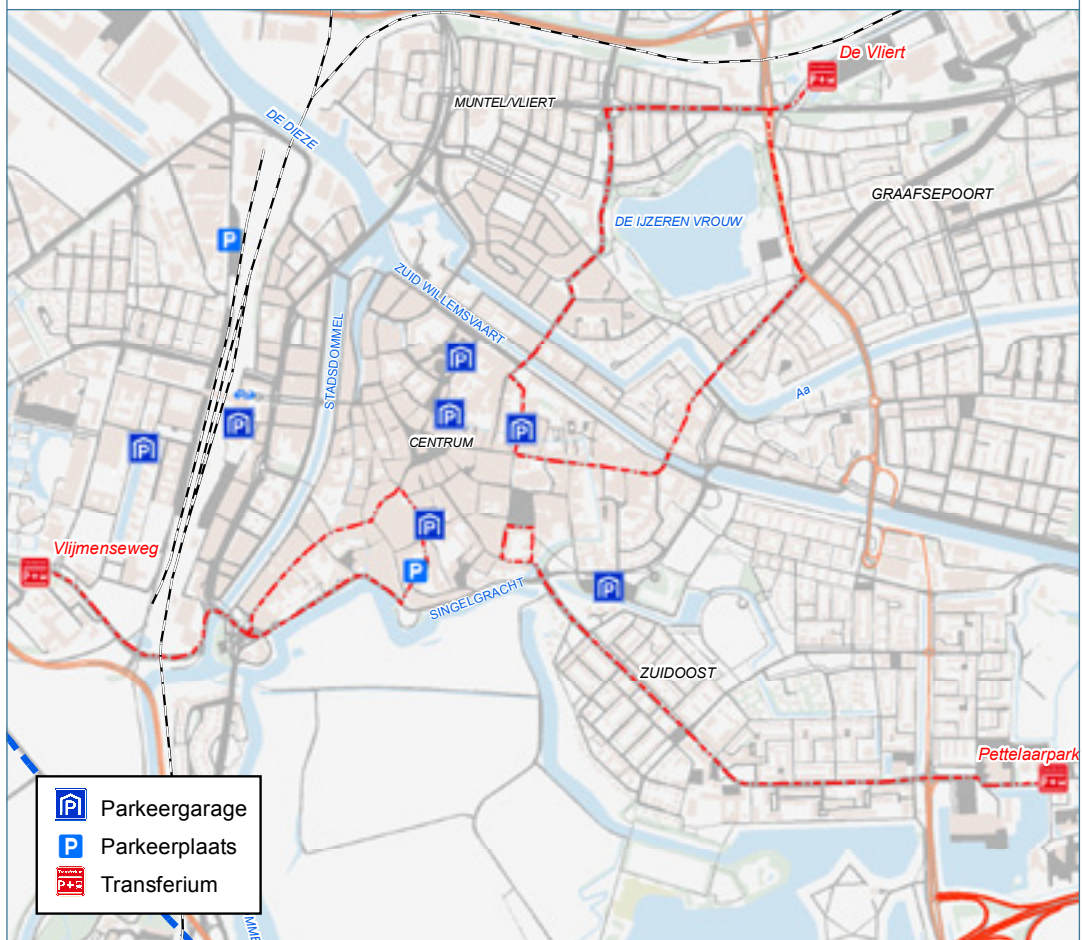 De Vliert
MUNTEL/VLIERT
DE DIEZE
GRAAFSEPOORT
DE IJZEREN VROUW
P
ZUID WILLEMSVAART
STADSDOMMEL
P
P
Aa
P
P
P
CENTRUM
P
Vlijmenseweg
P+R
P
P
SINGELGRACHT
ZUIDOOST
Pettelaarpark
P+R
P Parkeergarage
P Parkeerplaats
P+R Transferium